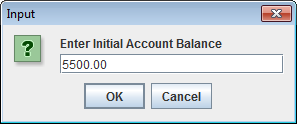 Input
?
Enter Initial Account Balance
5500.00
OK
Cancel